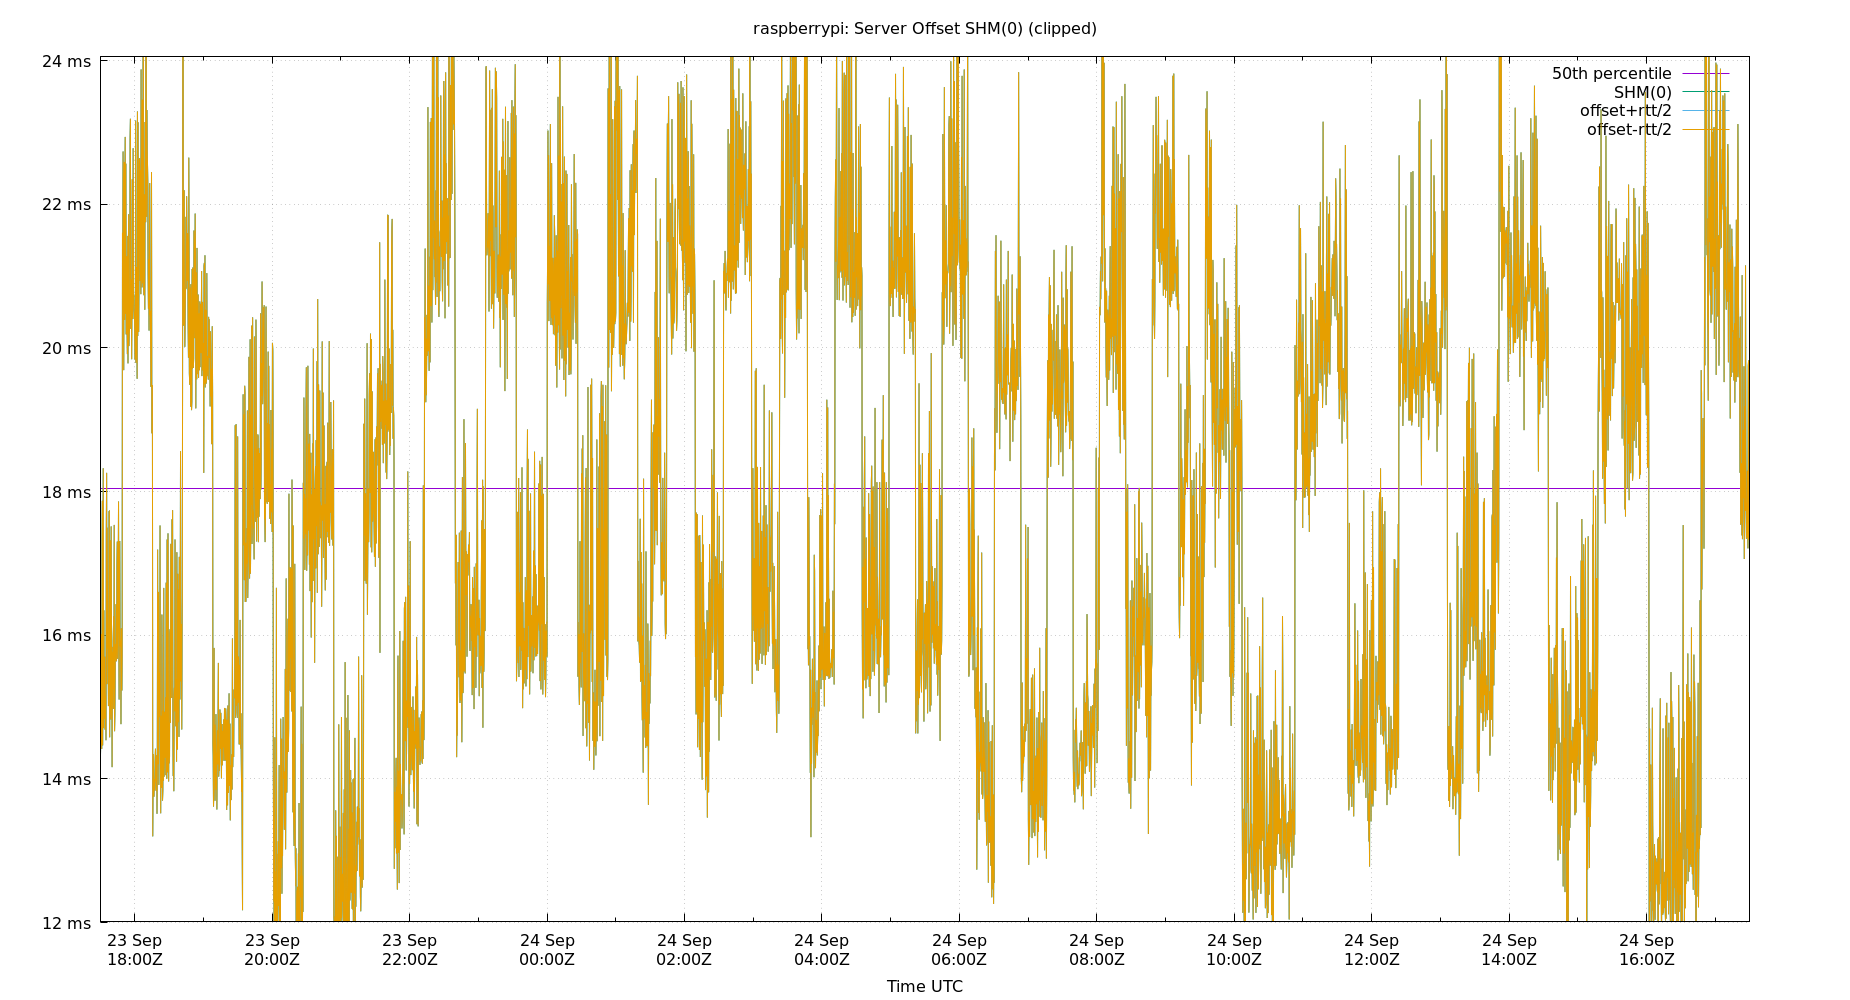 raspberrypi: Server Offset SHM(0) (clipped)
24 ms
22 ms
20 ms
18 ms
16 ms
14 ms
12 ms
50th percentile
SHM(0)
offset+rtt/2
offset-rtt/2
23 Sep 23 Sep 23 Sep 24 Sep 24 Sep 24 Sep 24 Sep 24 Sep 24 Sep 24 Sep 24 Sep 24 Sep
18:00Z 20:00Z 22:00Z 00:00Z 02:00Z 04:00Z 06:00Z 08:00Z 10:00Z 12:00Z 14:00Z 16:00Z
Time UTC